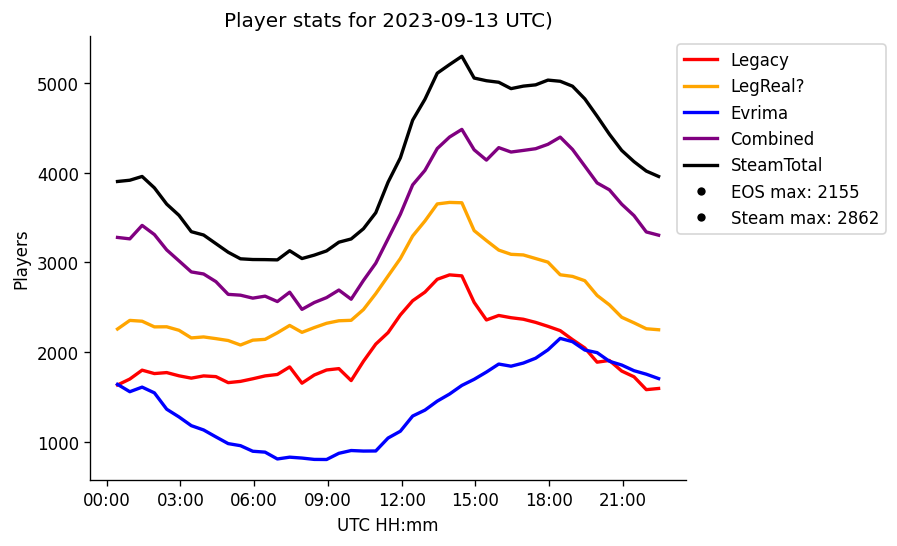 Player stats for 2023-09-13 UTC)
Legacy
LegReal?
Evrima
Combined
SteamTotal
EOS max: 2155
Steam max: 2862
Players
5000
4000
3000
2000
1000
00:00 03:00 06:00 09:00 12:00 15:00 18:00 21:00
UTC HH:mm